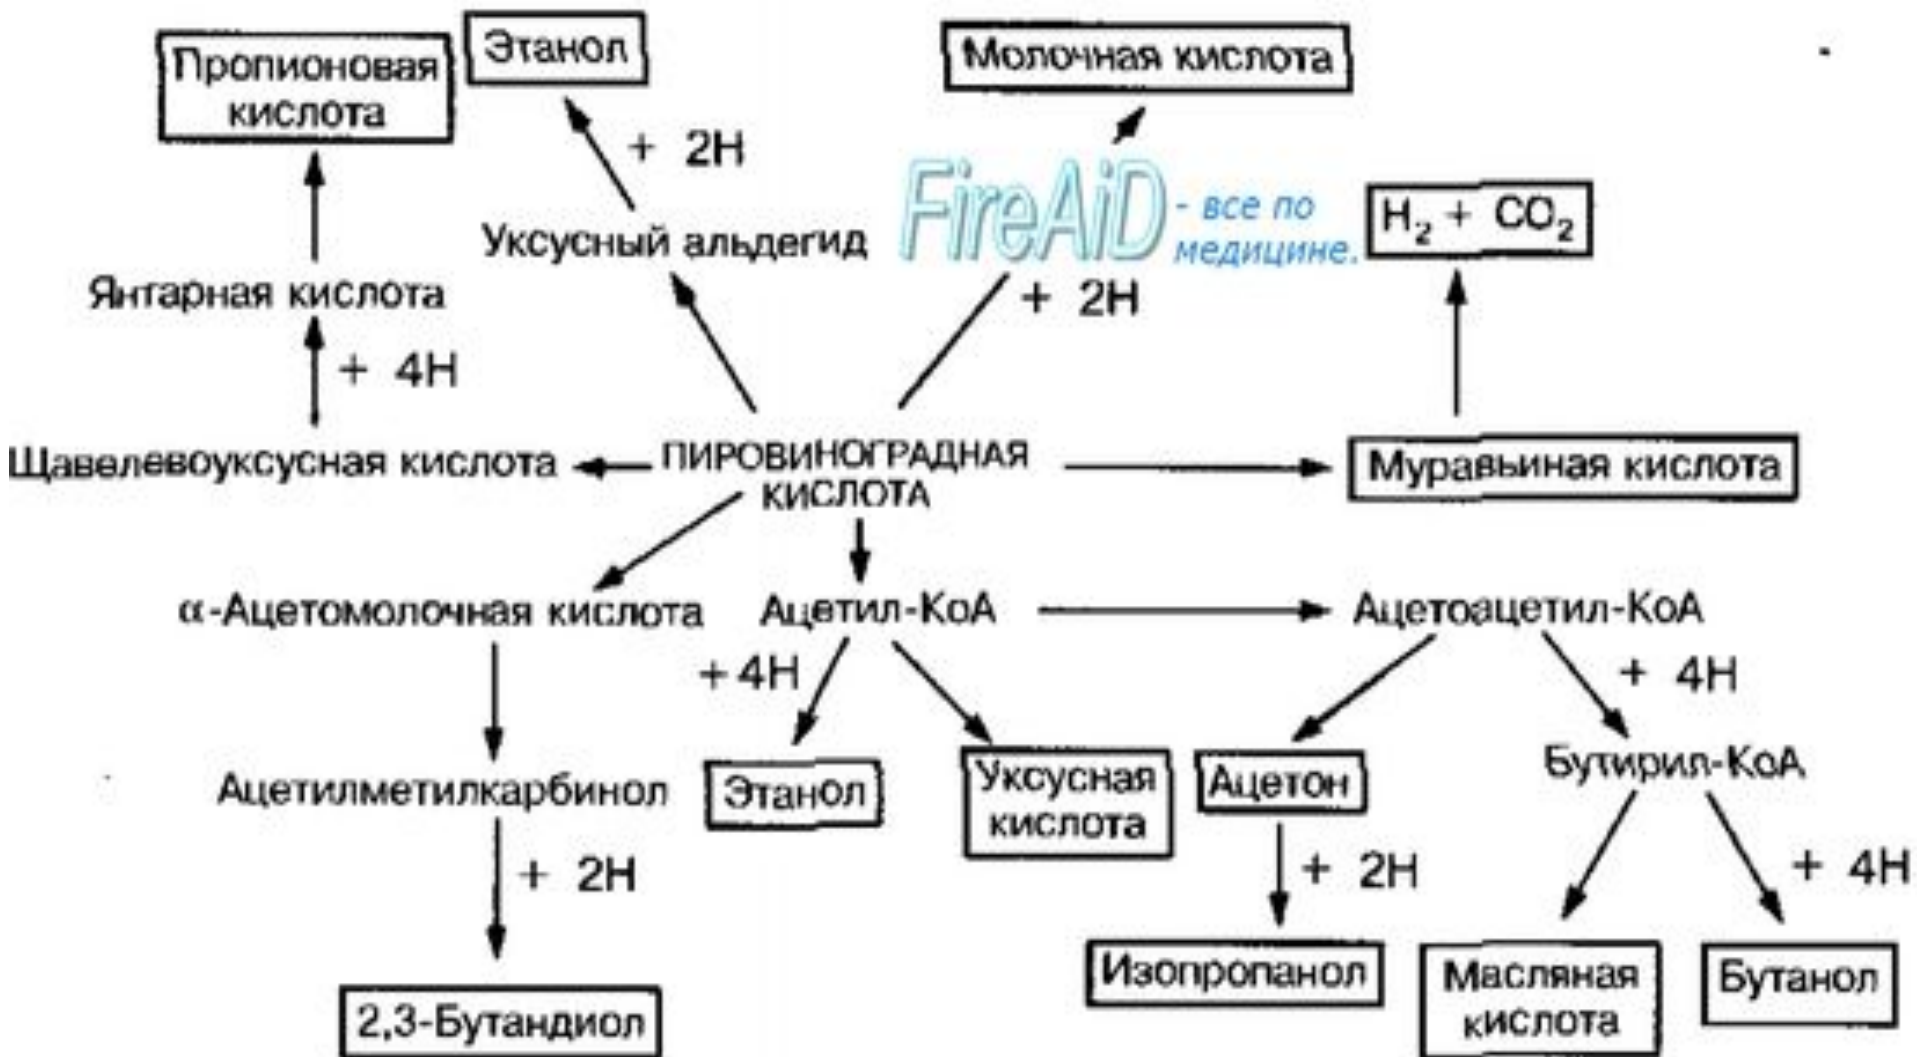 Пропионовая
кислота
Этанол
Молочная кислота
+ 2H
FireAiD - все по
медицине.
H₂ + CO₂
Уксусный альдегид
Янтарная кислота
+ 2H
+ 4H
Щавелевоуксусная кислота
ПИРОВИНОГРАДНАЯ
КИСЛОТА
Муравьиная кислота
α-Ацетомолочная кислота
Ацетил-КоА
Ацетоацетил-КоА
+ 4H
+ 4H
Ацетилметилкарбинол
Этанол
Уксусная
кислота
Ацетон
Бутирил-КоА
+ 2H
+ 2H
+ 4H
2,3-Бутандиол
Изопропанол
Масляная
кислота
Бутанол